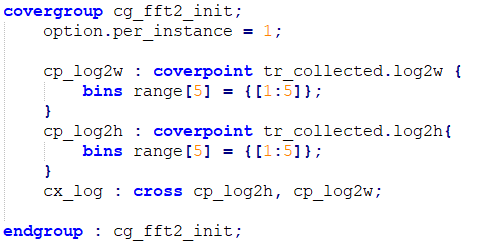 covergroup cg_fft2_init;
option.per_instance = 1;
cp_log2w : coverpoint tr_collected.log2w {
bins range[5] = {[1:5]};
}
cp_log2h : coverpoint tr_collected.log2h{
bins range[5] = {[1:5]};
}
cx_log : cross cp_log2h, cp_log2w;
endgroup : cg_fft2_init;